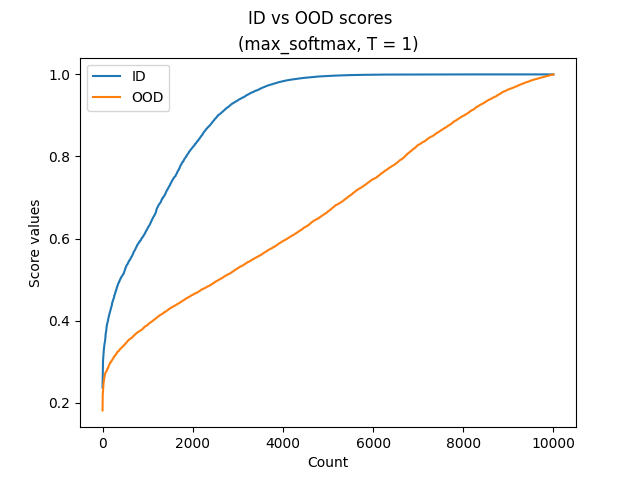 ID vs OOD scores
(max_softmax, T = 1)
ID
OOD
1.0
0.8
0.6
0.4
0.2
Score values
0
2000
4000
6000
8000
10000
Count